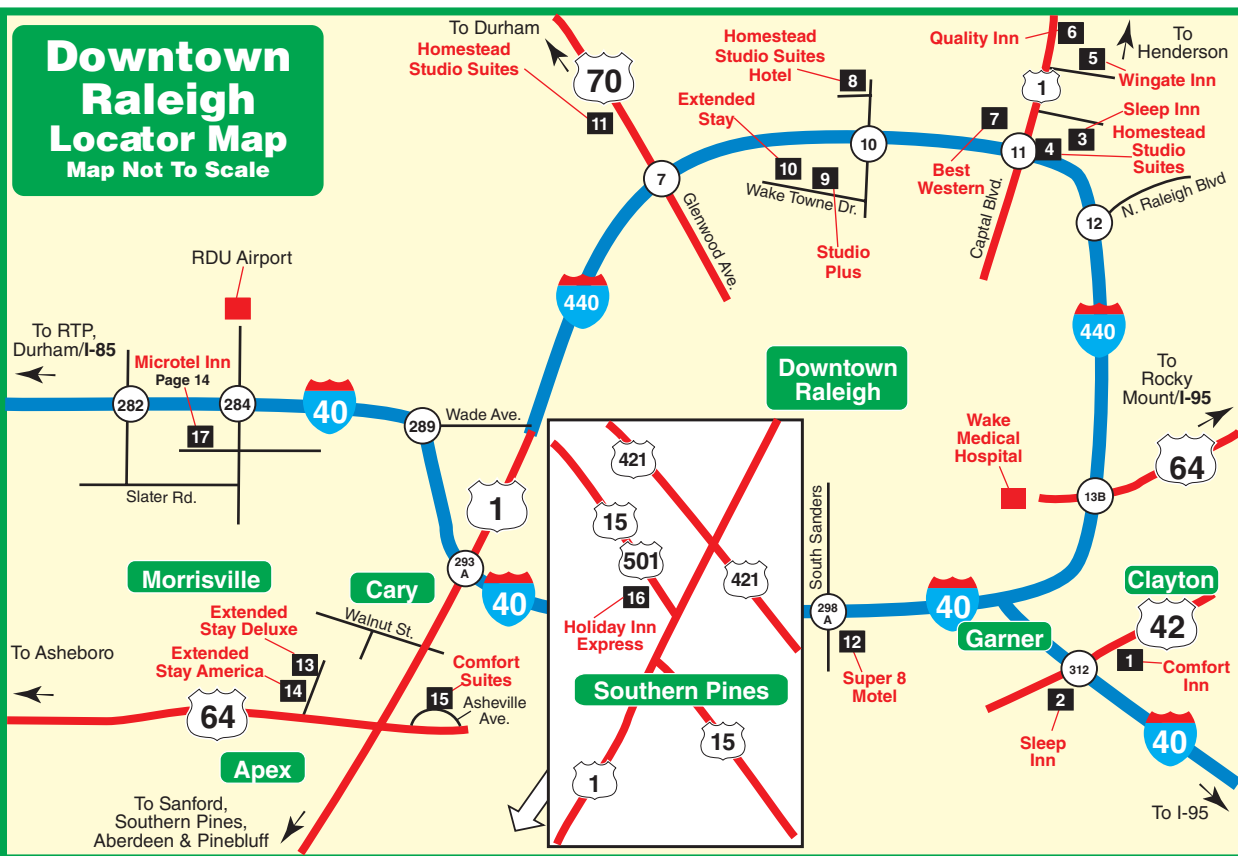 Downtown
Raleigh
Locator Map
Map Not To Scale
To Durham
Homestead
Studio Suites
11
70
7
Glenwood Ave.
Homestead
Studio Suites
Hotel
8
Extended
Stay
10
9
Wake Towne Dr.
Studio
Plus
10
Quality Inn
6
To
Henderson
5
Wingate Inn
1
Sleep Inn
3
7
Homestead
Studio
Suites
4
11
Best
Western
Captal Blvd.
12
N. Raleigh Blvd
440
440
RDU Airport
To RTP,
Durham/I-85
Microtel Inn
Page 14
17
282
284
40
289
Wade Ave.
Slater Rd.
1
293
A
40
Downtown
Raleigh
To
Rocky
Mount/I-95
Wake
Medical
Hospital
64
13B
421
15
501
421
16
Holiday Inn
Express
Southern Pines
15
1
South Sanders
298
A
12
Super 8
Motel
40
Garner
Clayton
42
312
1
Comfort
Inn
2
Sleep
Inn
40
To I-95
Morrisville
Cary
Walnut St.
Extended
Stay Deluxe
13
Extended
Stay America
14
To Asheboro
64
Comfort
Suites
15
Asheville
Ave.
Apex
To Sanford,
Southern Pines,
Aberdeen & Pinebluff